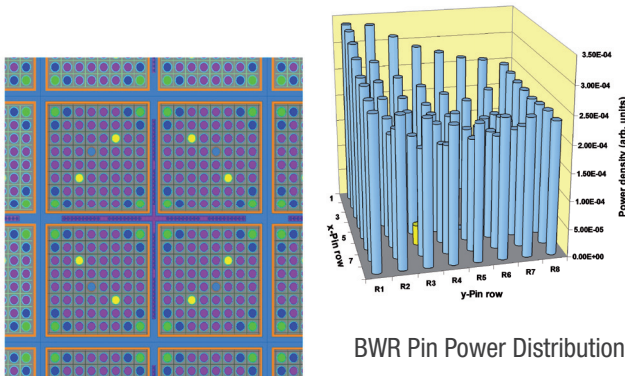 3.50E-04
3.00E-04
2.50E-04
2.00E-04
1.50E-04
1.00E-04
5.00E-05
0.00E+00
Power density (arb. units)
1
3
5
7
x-Pin row
R1
R2
R3
R4
R5
R6
R7
R8
y-Pin row
BWR Pin Power Distribution